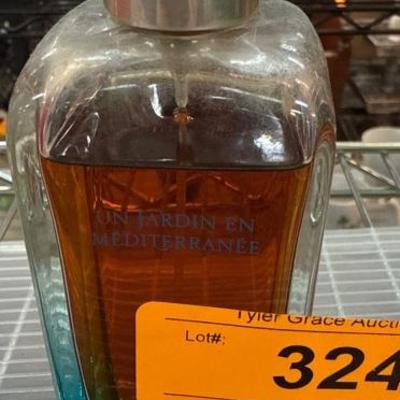 UN JARDIN EN
MÉDITERRANÉE
Tyler Grace Aucti
Lot#:
324